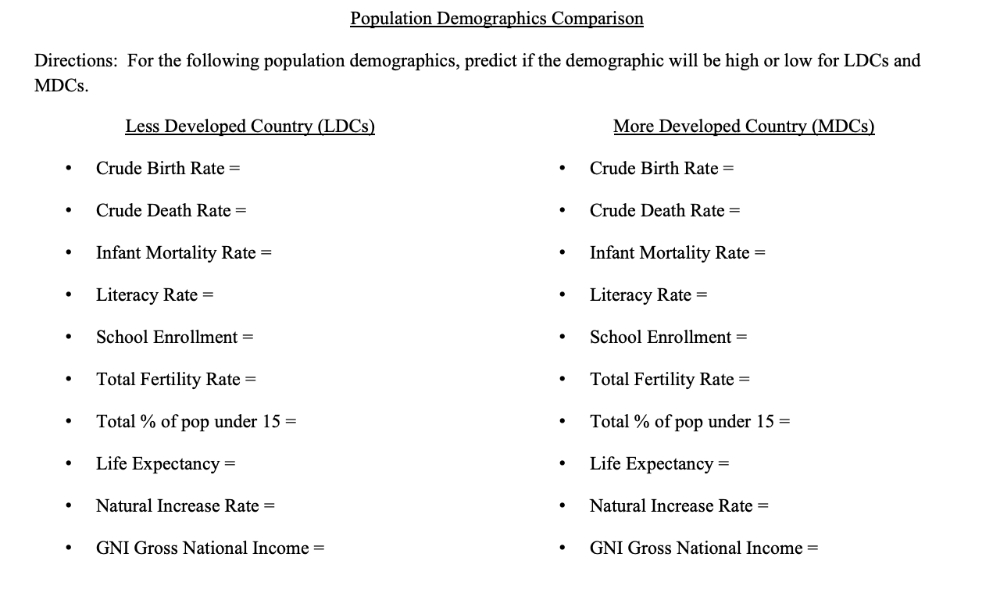 Population Demographics Comparison
Directions:  For the following population demographics, predict if the demographic will be high or low for LDCs and
MDCs.
Less Developed Country (LDCs)
• Crude Birth Rate =
• Crude Death Rate =
• Infant Mortality Rate =
• Literacy Rate =
• School Enrollment =
• Total Fertility Rate =
• Total % of pop under 15 =
• Life Expectancy =
• Natural Increase Rate =
• GNI Gross National Income =
More Developed Country (MDCs)
• Crude Birth Rate =
• Crude Death Rate =
• Infant Mortality Rate =
• Literacy Rate =
• School Enrollment =
• Total Fertility Rate =
• Total % of pop under 15 =
• Life Expectancy =
• Natural Increase Rate =
• GNI Gross National Income =